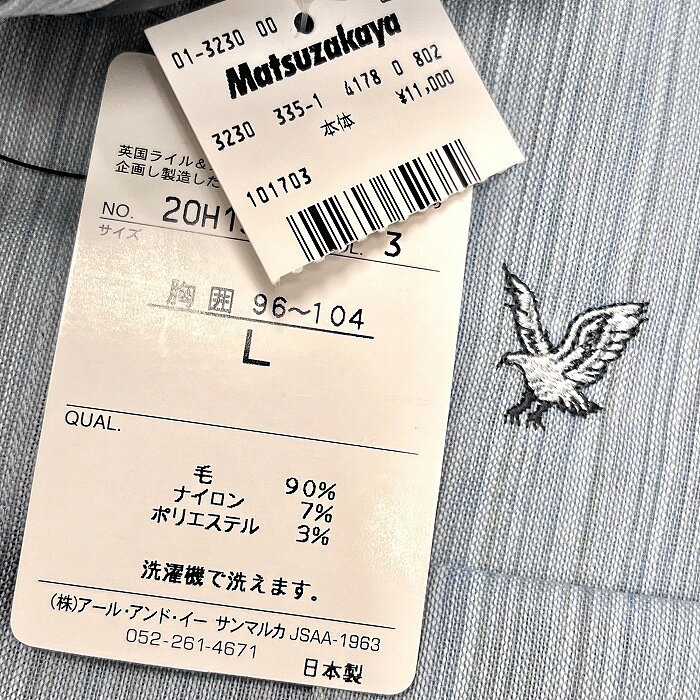 01-3230 00
Matsuzakaya
3230 335-1 4178 0 802
本体 ¥11,000
101703
英国ライル&
企画し製造した
NO. 20H1
サイズ 3
胸囲 96〜104
L
QUAL.
毛 90%
ナイロン 7%
ポリエステル 3%
洗濯機で洗えます。
(株)アール・アンド・イー サンマルカ JSAA-1963
052-261-4671
日本製